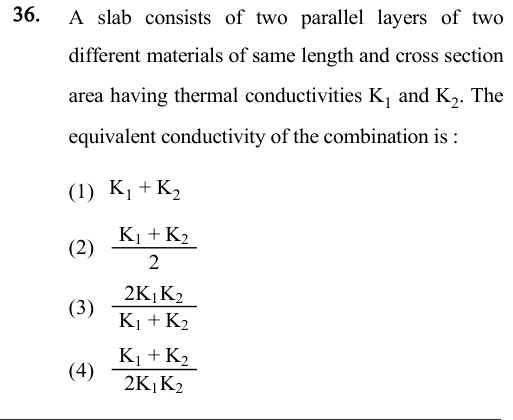 36. A slab consists of two parallel layers of two
different materials of same length and cross section
area having thermal conductivities K₁ and K₂. The
equivalent conductivity of the combination is :
(1) K₁ + K₂
(2) (K₁ + K₂) / 2
(3) (2K₁K₂) / (K₁ + K₂)
(4) (K₁ + K₂) / (2K₁K₂)